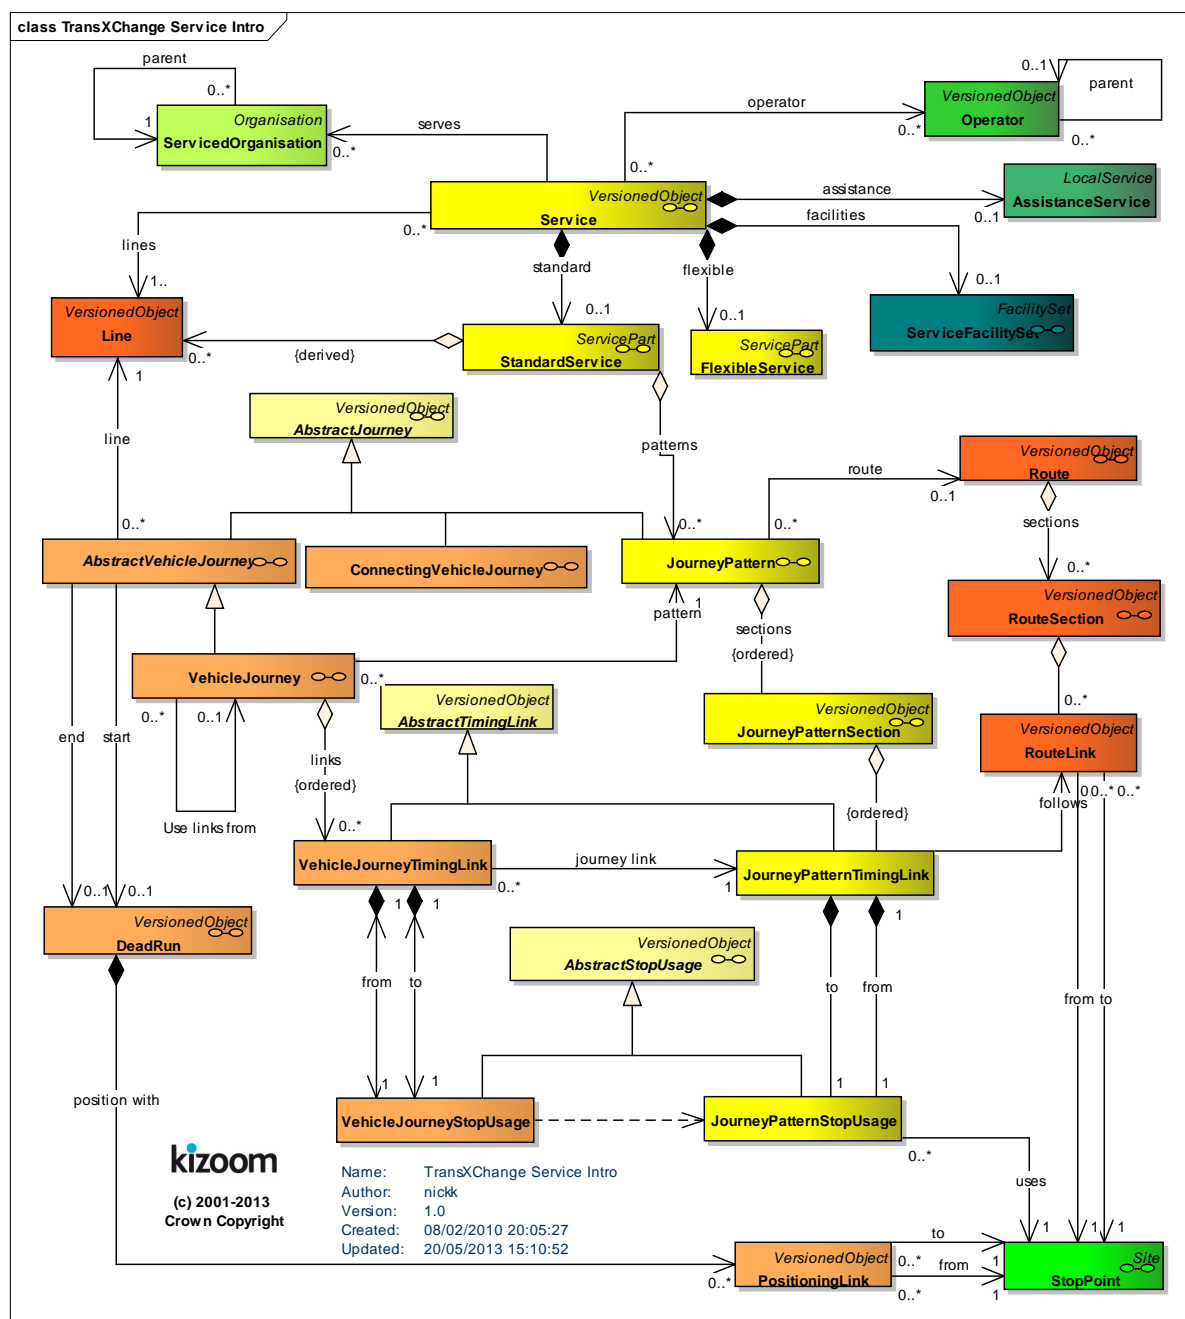 class TransXChange Service Intro
parent
0..*
1
Organisation
ServicedOrganisation
0..*
serves
operator
0..*
0..*
0..1
VersionedObject
Operator
parent
0..*
VersionedObject
Service
0..*
assistance
0..1
LocalService
AssistanceService
facilities
0..1
FacilitySet
ServiceFacilitySet
lines
1..
standard
0..1
flexible
0..1
VersionedObject
Line
0..*
{derived}
ServicePart
StandardService
ServicePart
FlexibleService
1
line
0..*
VersionedObject
AbstractJourney
patterns
0..*
route
0..*
0..1
VersionedObject
Route
sections
0..*
AbstractVehicleJourney
ConnectingVehicleJourney
JourneyPattern
pattern
1
sections
{ordered}
VersionedObject
RouteSection
0..*
VehicleJourney
0..*
0..*
0..1
Use links from
end
start
links
{ordered}
0..*
VersionedObject
AbstractTimingLink
VersionedObject
JourneyPatternSection
{ordered}
VersionedObject
RouteLink
0..*
0..*
follows
VehicleJourneyTimingLink
0..*
journey link
1
JourneyPatternTimingLink
0..1
0..1
VersionedObject
DeadRun
1
1
from
to
1
1
VersionedObject
AbstractStopUsage
1
to
from
1
1
from
to
position with
VehicleJourneyStopUsage
JourneyPatternStopUsage
0..*
uses
1
1
1
kizoom
(c) 2001-2013
Crown Copyright
Name: TransXChange Service Intro
Author: nickk
Version: 1.0
Created: 08/02/2010 20:05:27
Updated: 20/05/2013 15:10:52
0..*
VersionedObject
PositioningLink
to
0..*
1
from
0..*
1
Site
StopPoint